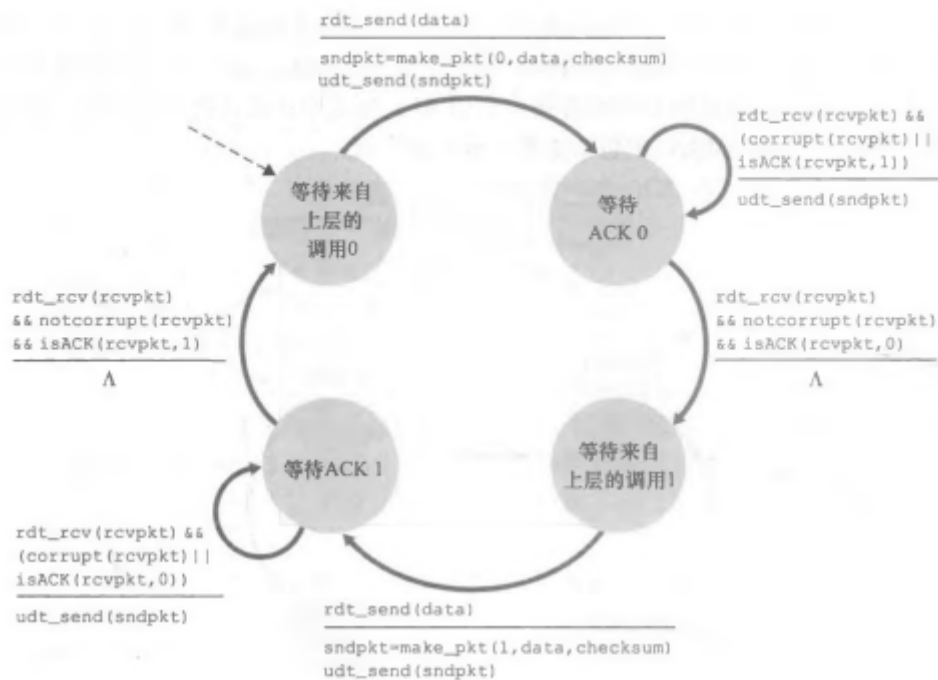 rdt_send(data)
sndpkt=make_pkt(0,data,checksum)
udt_send(sndpkt)
rdt_rcv(rcvpkt) &&
(corrupt(rcvpkt)||
isACK(rcvpkt,1))
udt_send(sndpkt)
等待来自
上层的
调用0
等待
ACK 0
rdt_rcv(rcvpkt)
&& notcorrupt(rcvpkt)
&& isACK(rcvpkt,1)
Λ
rdt_rcv(rcvpkt)
&& notcorrupt(rcvpkt)
&& isACK(rcvpkt,0)
Λ
等待ACK 1
等待来自
上层的调用1
rdt_rcv(rcvpkt) &&
(corrupt(rcvpkt)||
isACK(rcvpkt,0))
udt_send(sndpkt)
rdt_send(data)
sndpkt=make_pkt(1,data,checksum)
udt_send(sndpkt)